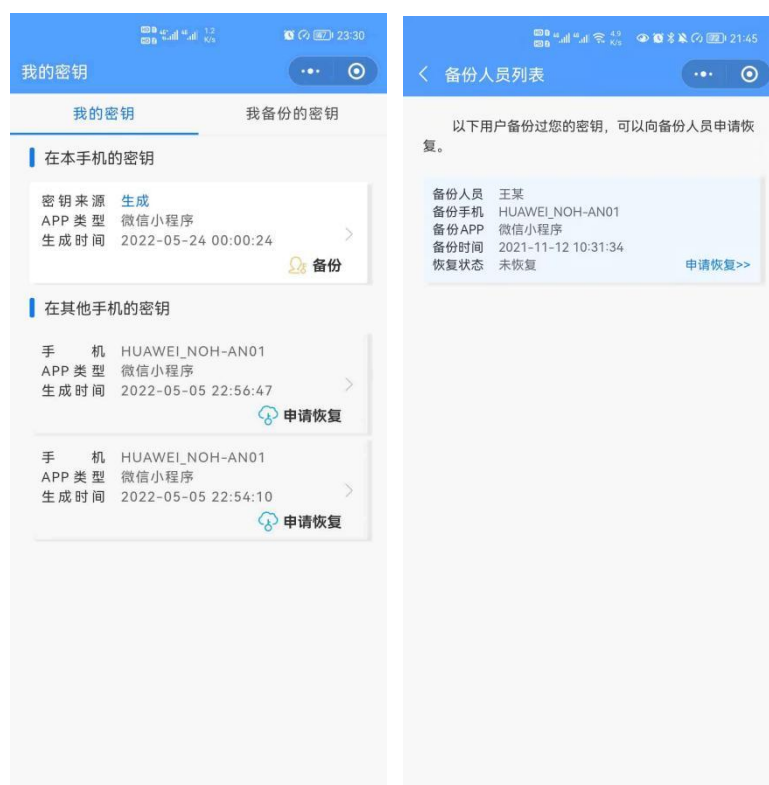 1.2
K/s
47
23:30
我的密钥
我的密钥
我备份的密钥
在本手机的密钥
密钥来源 生成
APP 类型 微信小程序
生成时间 2022-05-24 00:00:24
备份
在其他手机的密钥
手 机 HUAWEI_NOH-AN01
APP 类型 微信小程序
生成时间 2022-05-05 22:56:47
申请恢复
手 机 HUAWEI_NOH-AN01
APP 类型 微信小程序
生成时间 2022-05-05 22:54:10
申请恢复
4.9
K/s
21:45
备份人员列表
以下用户备份过您的密钥，可以向备份人员申请恢
复。
备份人员 王某
备份手机 HUAWEI_NOH-AN01
备份APP 微信小程序
备份时间 2021-11-12 10:31:34
恢复状态 未恢复 申请恢复>>